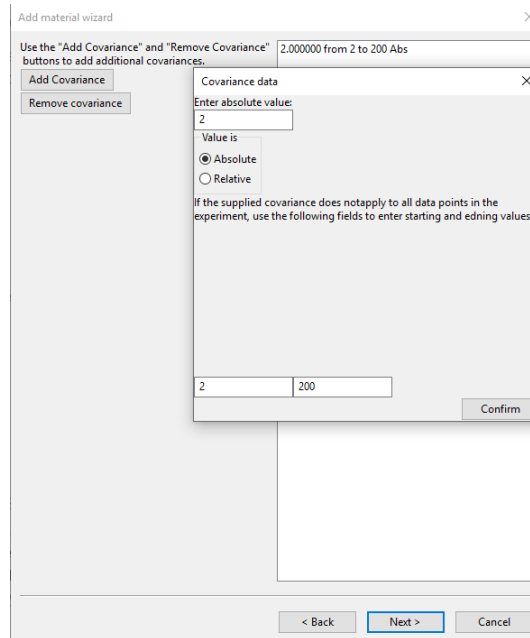 Add material wizard
Use the "Add Covariance" and "Remove Covariance"
buttons to add additional covariances.
Add Covariance
Remove covariance
2.000000 from 2 to 200 Abs
Covariance data
Enter absolute value:
2
Value is
Absolute
Relative
If the supplied covariance does notapply to all data points in the
experiment, use the following fields to enter starting and edning values
2
200
Confirm
< Back
Next >
Cancel